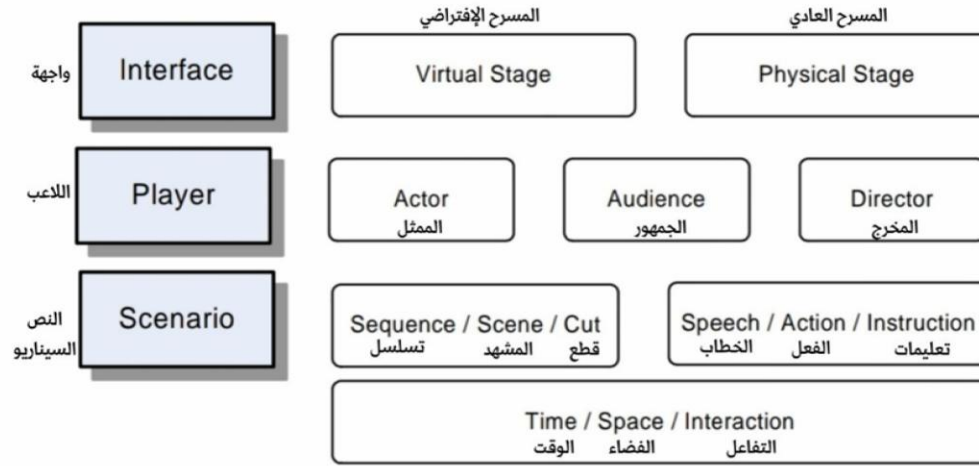 المسرح الإفتراضي
المسرح العادي
واجهة
Interface
Virtual Stage
Physical Stage
اللاعب
Player
Actor
الممثل
Audience
الجمهور
Director
المخرج
النص
السيناريو
Scenario
Sequence / Scene / Cut
تسلسل المشهد قطع
Speech / Action / Instruction
الخطاب الفعل تعليمات
Time / Space / Interaction
الوقت الفضاء التفاعل